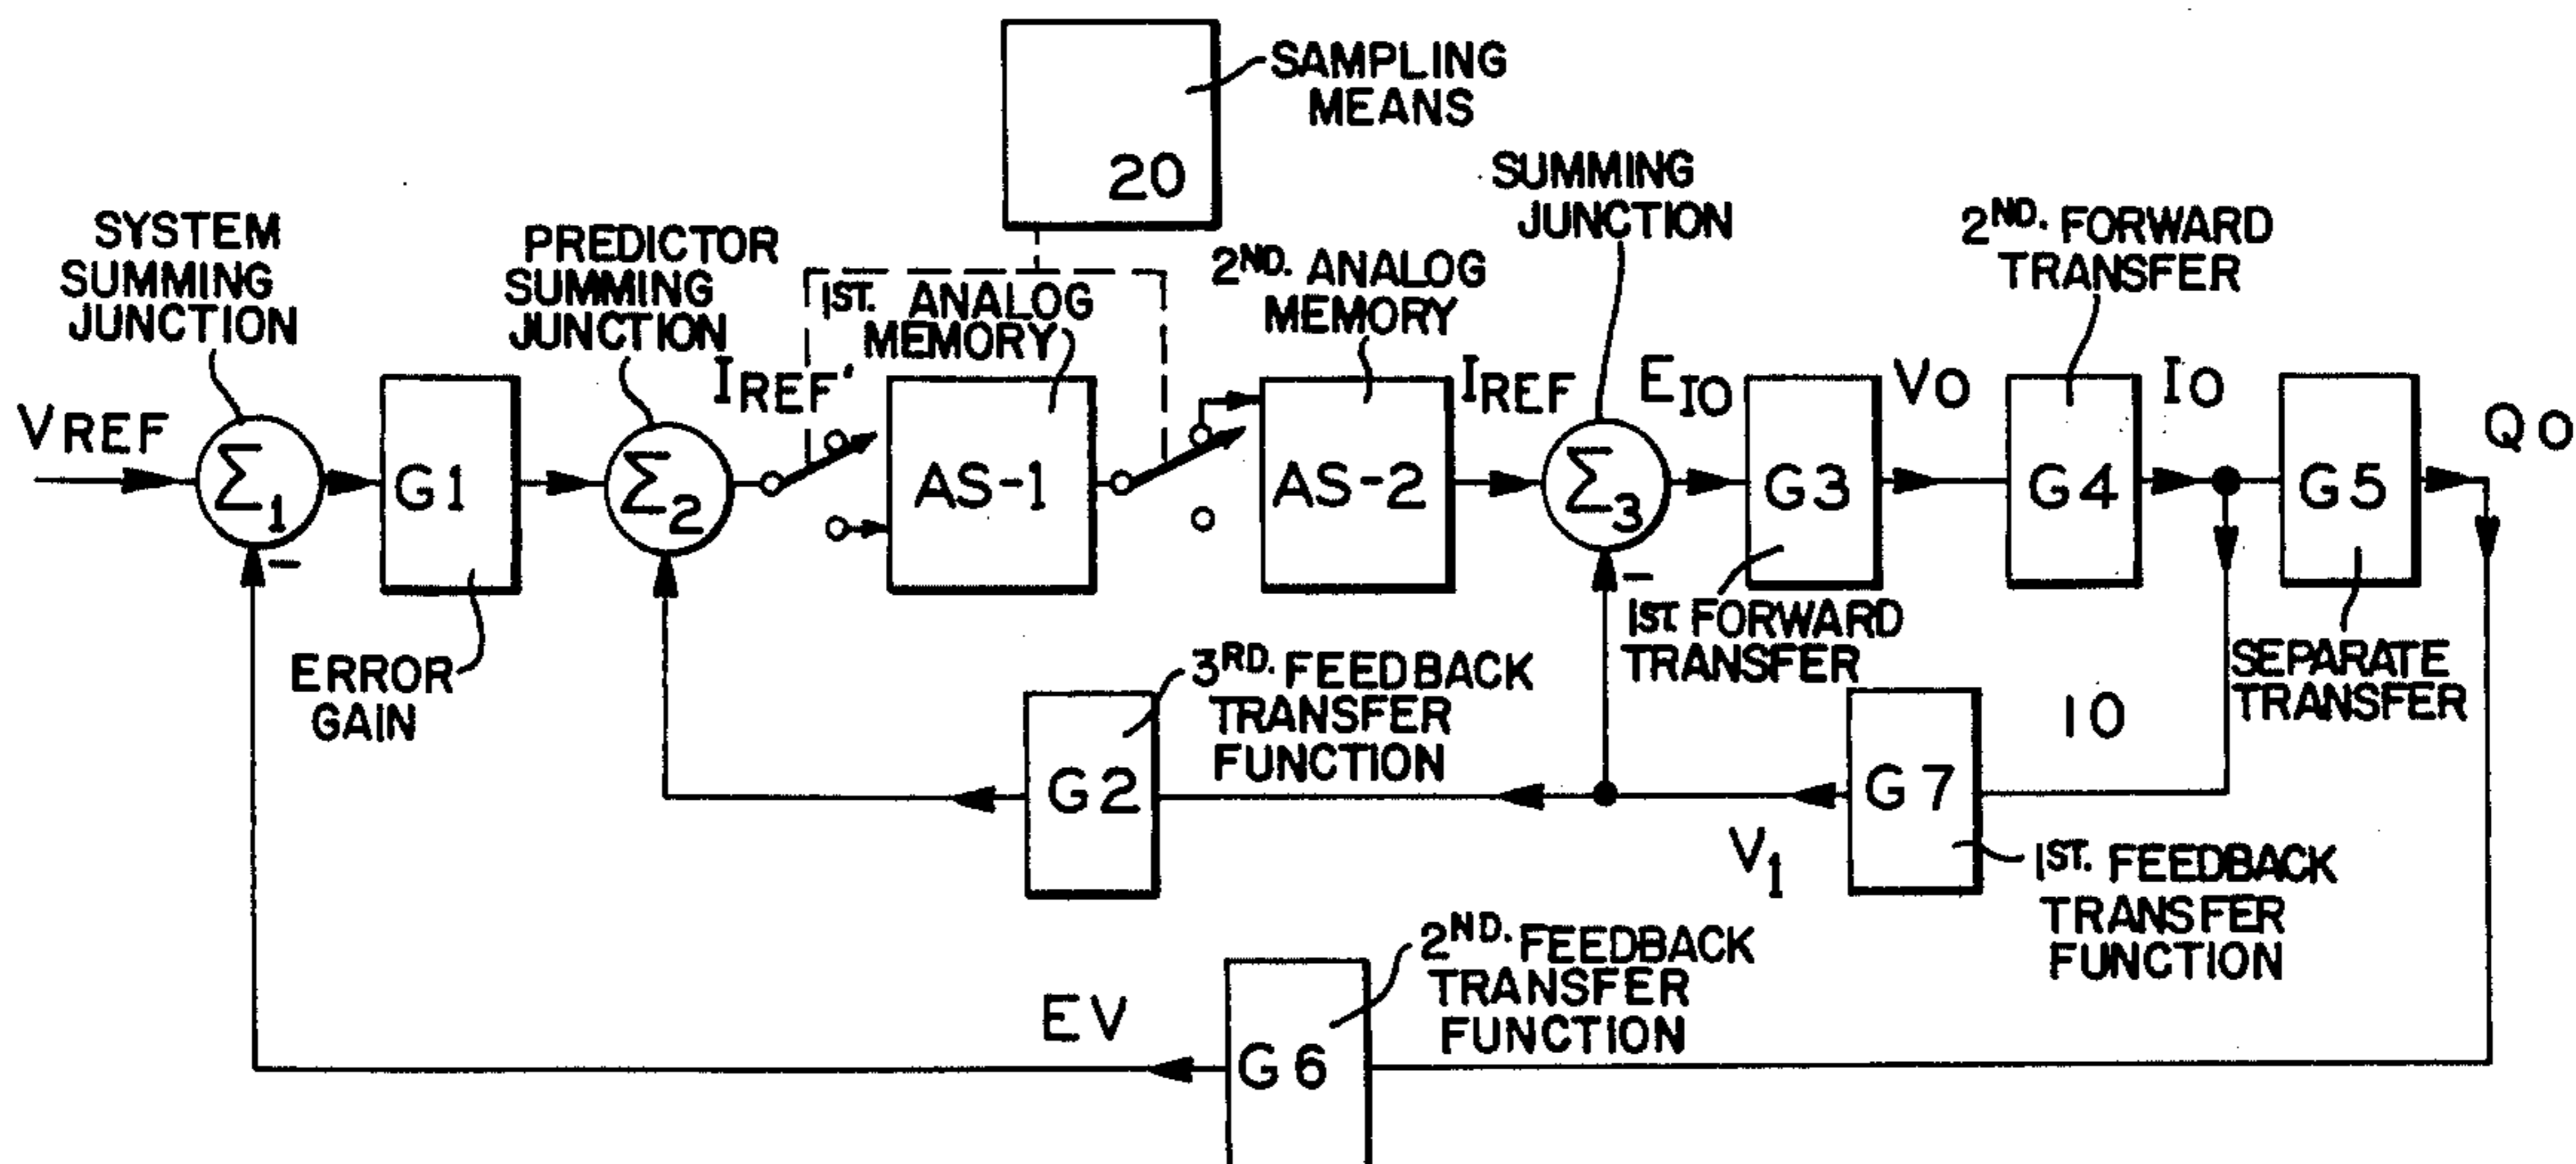 SAMPLING
MEANS
20
SYSTEM
SUMMING
JUNCTION
PREDICTOR
SUMMING
JUNCTION
1ST. ANALOG
MEMORY
2ND. ANALOG
MEMORY
SUMMING
JUNCTION
2ND. FORWARD
TRANSFER
VREF
Σ1
-
G1
Σ2
IREF'
AS-1
AS-2
IREF
Σ3
-
EIO
G3
VO
G4
IO
G5
QO
ERROR
GAIN
1ST. FORWARD
TRANSFER
SEPARATE
TRANSFER
3RD. FEEDBACK
TRANSFER
FUNCTION
G2
V1
G7
IO
1ST. FEEDBACK
TRANSFER
FUNCTION
EV
G6
2ND. FEEDBACK
TRANSFER
FUNCTION